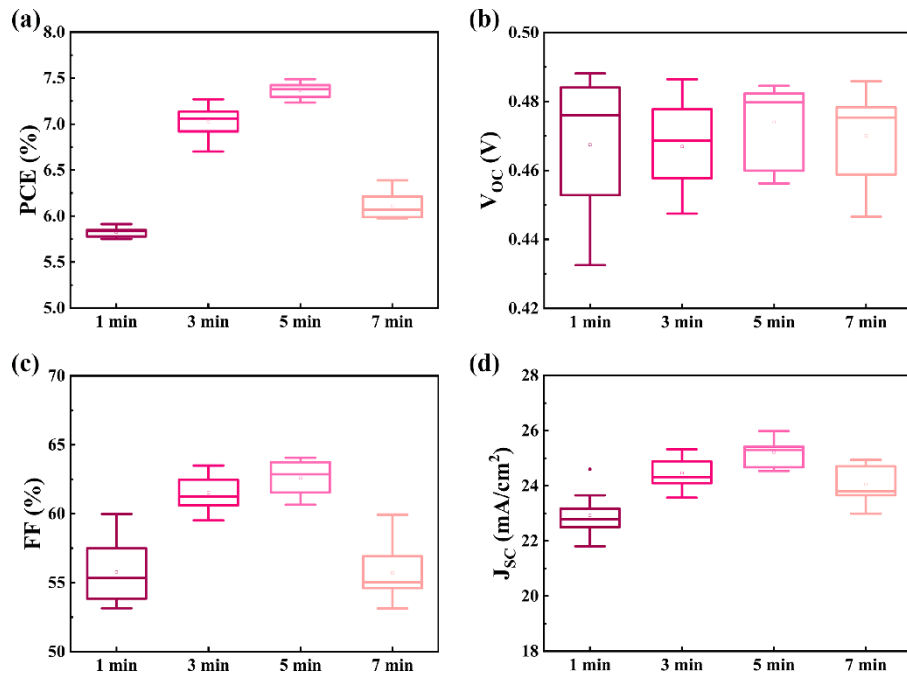 (a)
8.0
7.5
7.0
6.5
6.0
5.5
5.0
PCE (%)
1 min 3 min 5 min 7 min
(b)
0.50
0.48
0.46
0.44
0.42
V_OC (V)
1 min 3 min 5 min 7 min
(c)
70
65
60
55
50
FF (%)
1 min 3 min 5 min 7 min
(d)
28
26
24
22
20
18
J_SC (mA/cm²)
1 min 3 min 5 min 7 min